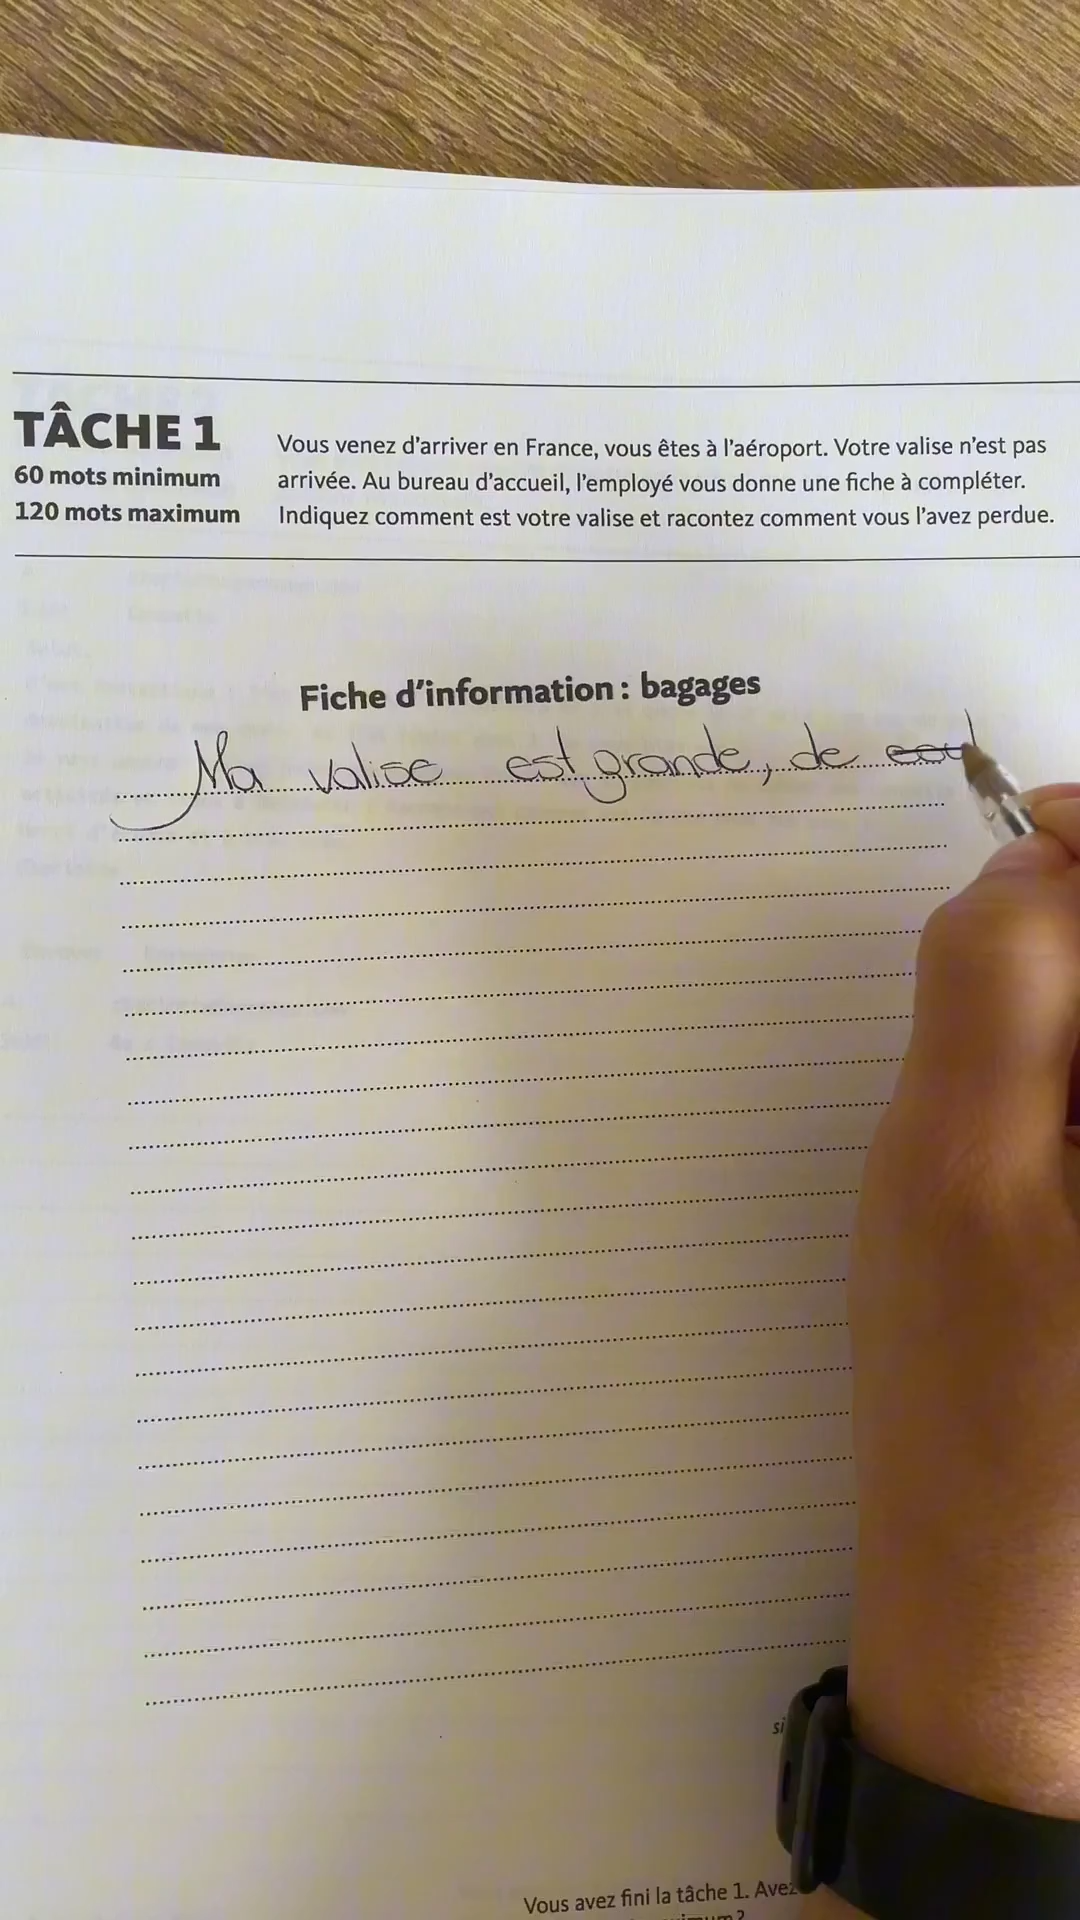 TÂCHE 1
60 mots minimum
120 mots maximum
Vous venez d'arriver en France, vous êtes à l'aéroport. Votre valise n'est pas
arrivée. Au bureau d'accueil, l'employé vous donne une fiche à compléter.
Indiquez comment est votre valise et racontez comment vous l'avez perdue.
Fiche d'information : bagages
Ma valise est grande, de
si
Vous avez fini la tâche 1. Avez